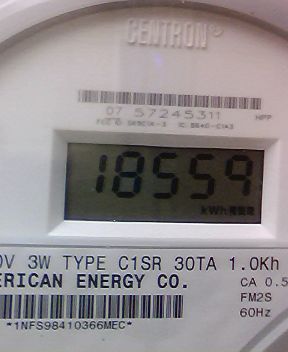 CENTRON®
07 57245311
HPP
18559
kWh
0V 3W TYPE C1SR 30TA 1.0Kh
ERICAN ENERGY CO.
CA 0.5
FM2S
60Hz
*1NFS98410366MEC*